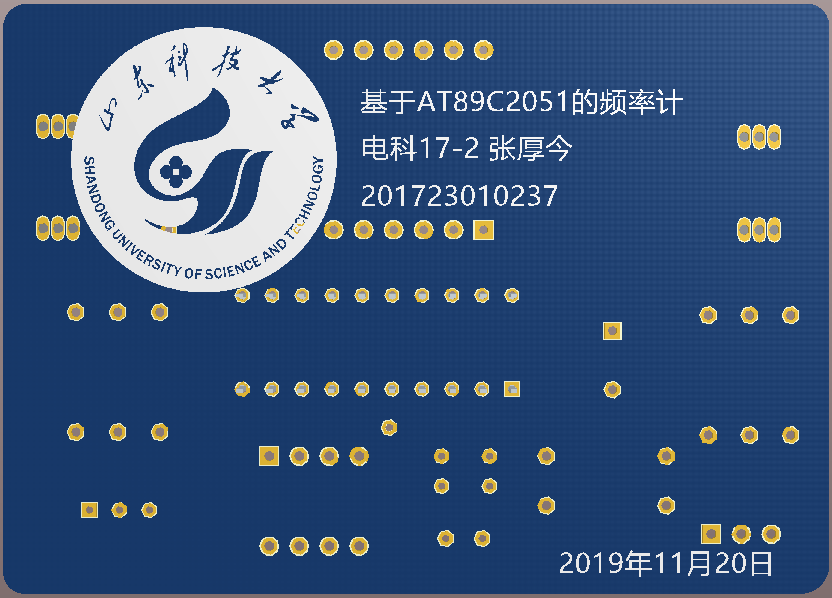 山东科技大学
SHANDONG UNIVERSITY OF SCIENCE AND TECHNOLOGY
基于AT89C2051的频率计
电科17-2 张厚今
201723010237
2019年11月20日